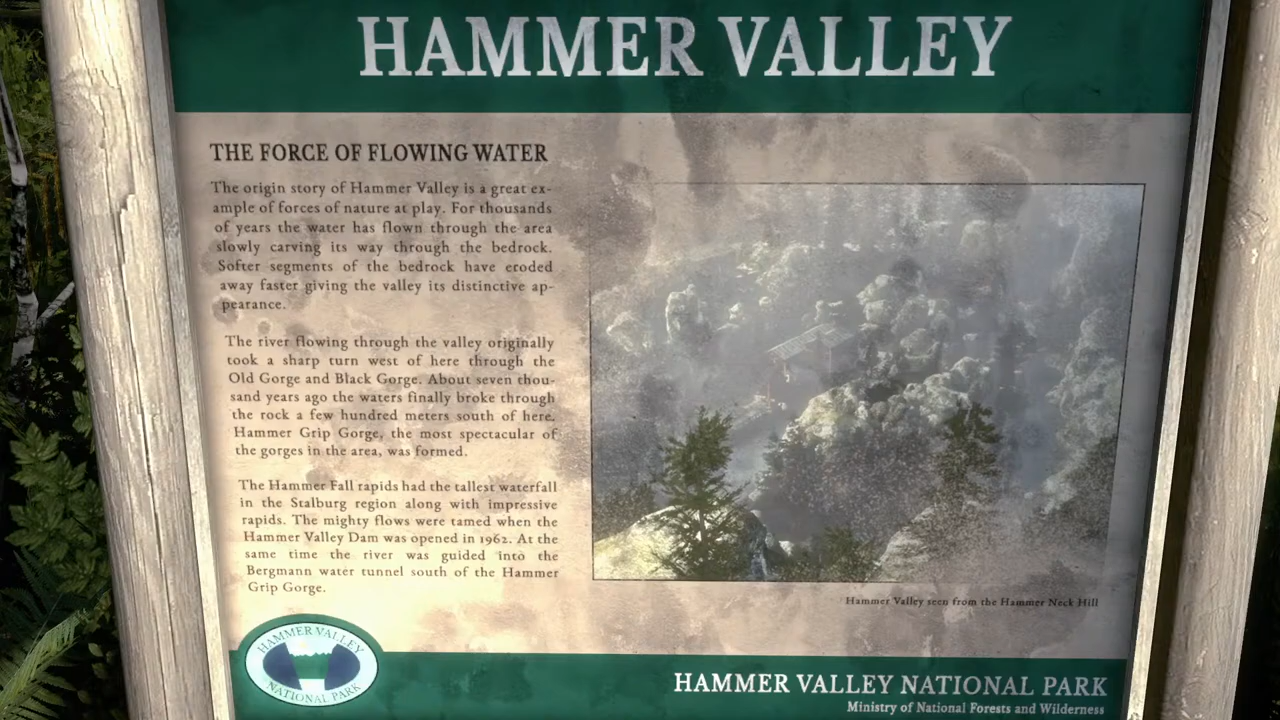 HAMMER VALLEY
THE FORCE OF FLOWING WATER
The origin story of Hammer Valley is a great ex-
ample of forces of nature at play. For thousands
of years the water has flown through the area
slowly carving its way through the bedrock.
Softer segments of the bedrock have eroded
away faster giving the valley its distinctive ap-
pearance.
The river flowing through the valley originally
took a sharp turn west of here through the
Old Gorge and Black Gorge. About seven thou-
sand years ago the waters finally broke through
the rock a few hundred meters south of here.
Hammer Grip Gorge, the most spectacular of
the gorges in the area, was formed.
The Hammer Fall rapids had the tallest waterfall
in the Stalburg region along with impressive
rapids. The mighty flows were tamed when the
Hammer Valley Dam was opened in 1962. At the
same time the river was guided into the
Bergmann water tunnel south of the Hammer
Grip Gorge.
Hammer Valley seen from the Hammer Neck Hill
HAMMER VALLEY
NATIONAL PARK
HAMMER VALLEY NATIONAL PARK
Ministry of National Forests and Wilderness